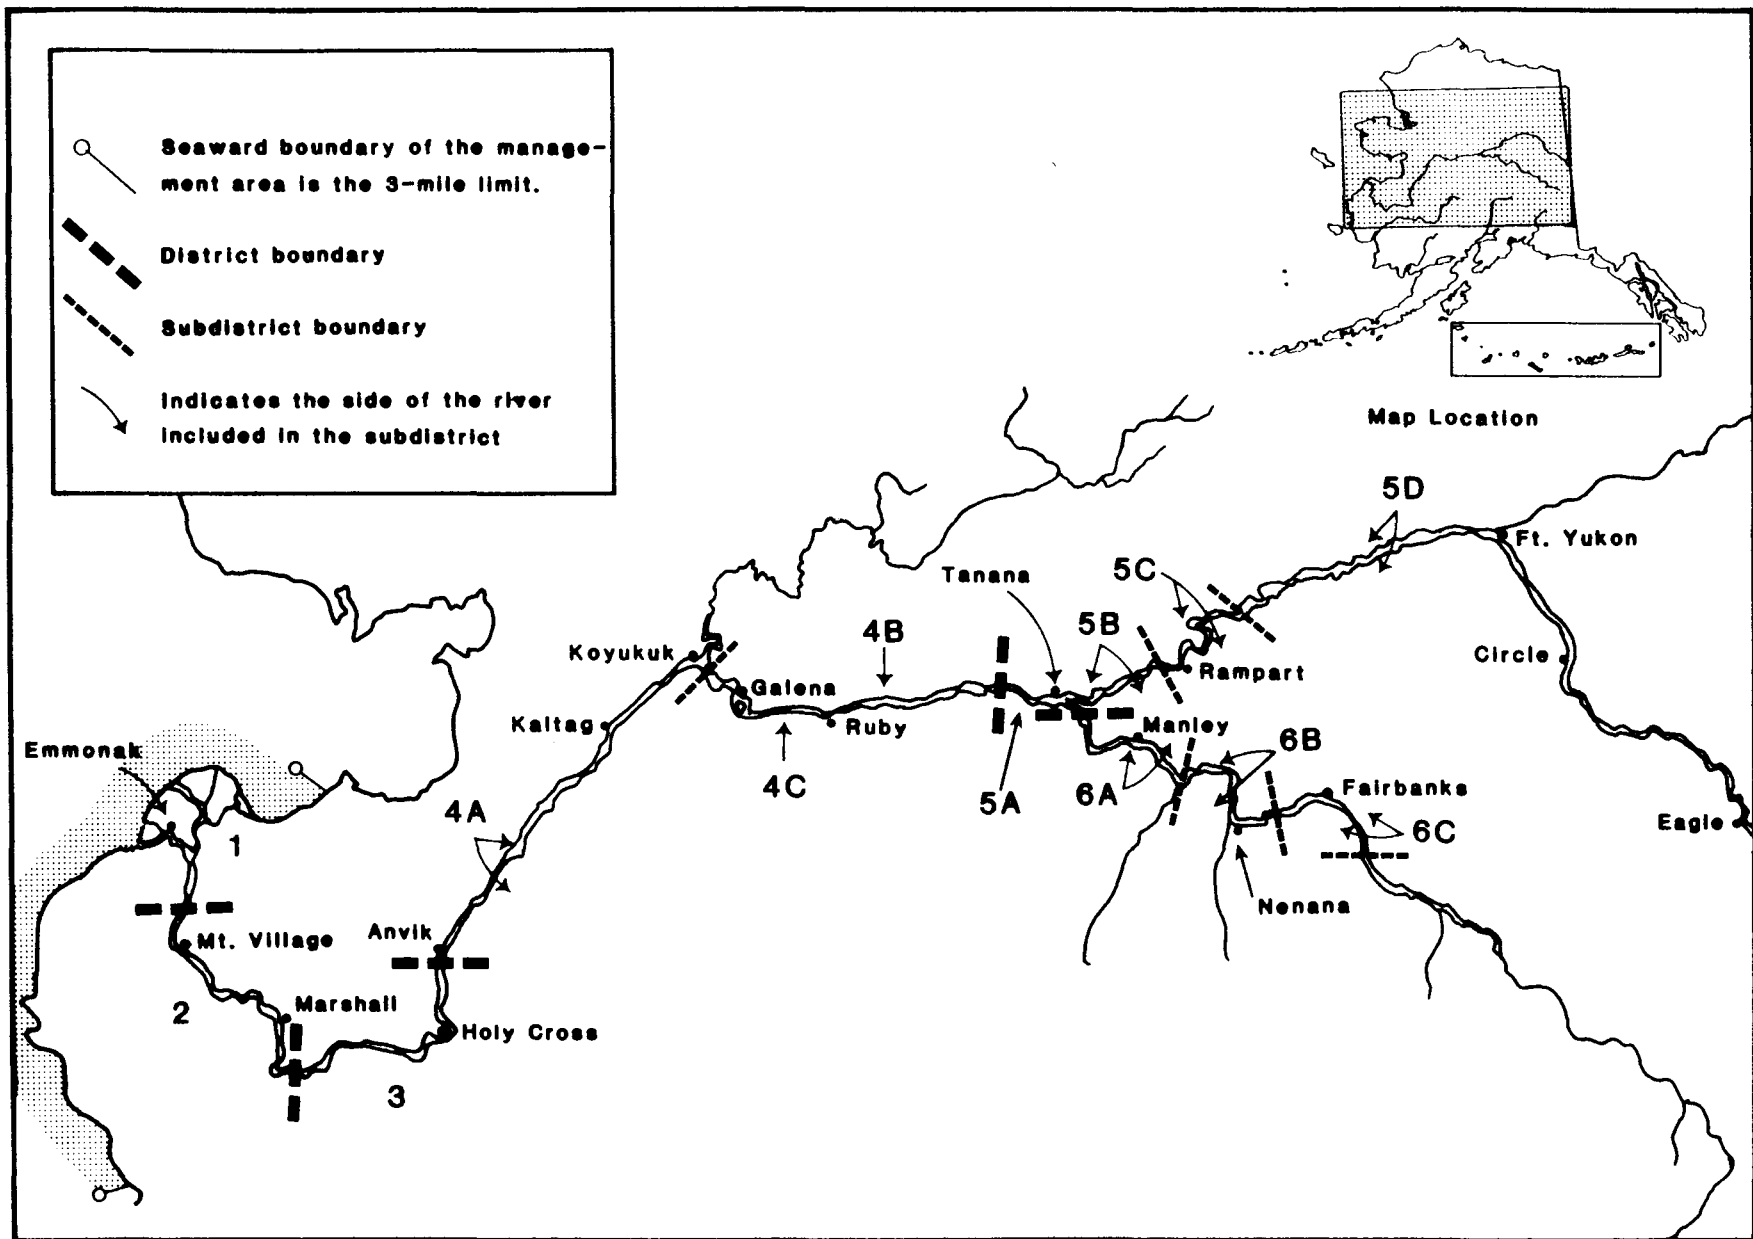 Seaward boundary of the manage-
ment area is the 3-mile limit.
District boundary
Subdistrict boundary
Indicates the side of the river
included in the subdistrict
Map Location
5D
Ft. Yukon
5C
Tanana
5B
4B
Koyukuk
Rampart
Circle
Galena
Kaltag
Ruby
Manley
6B
Emmonak
4C
5A
6A
Fairbanks
4A
6C
Eagle
1
Nenana
Anvik
Mt. Village
Marshall
2
Holy Cross
3